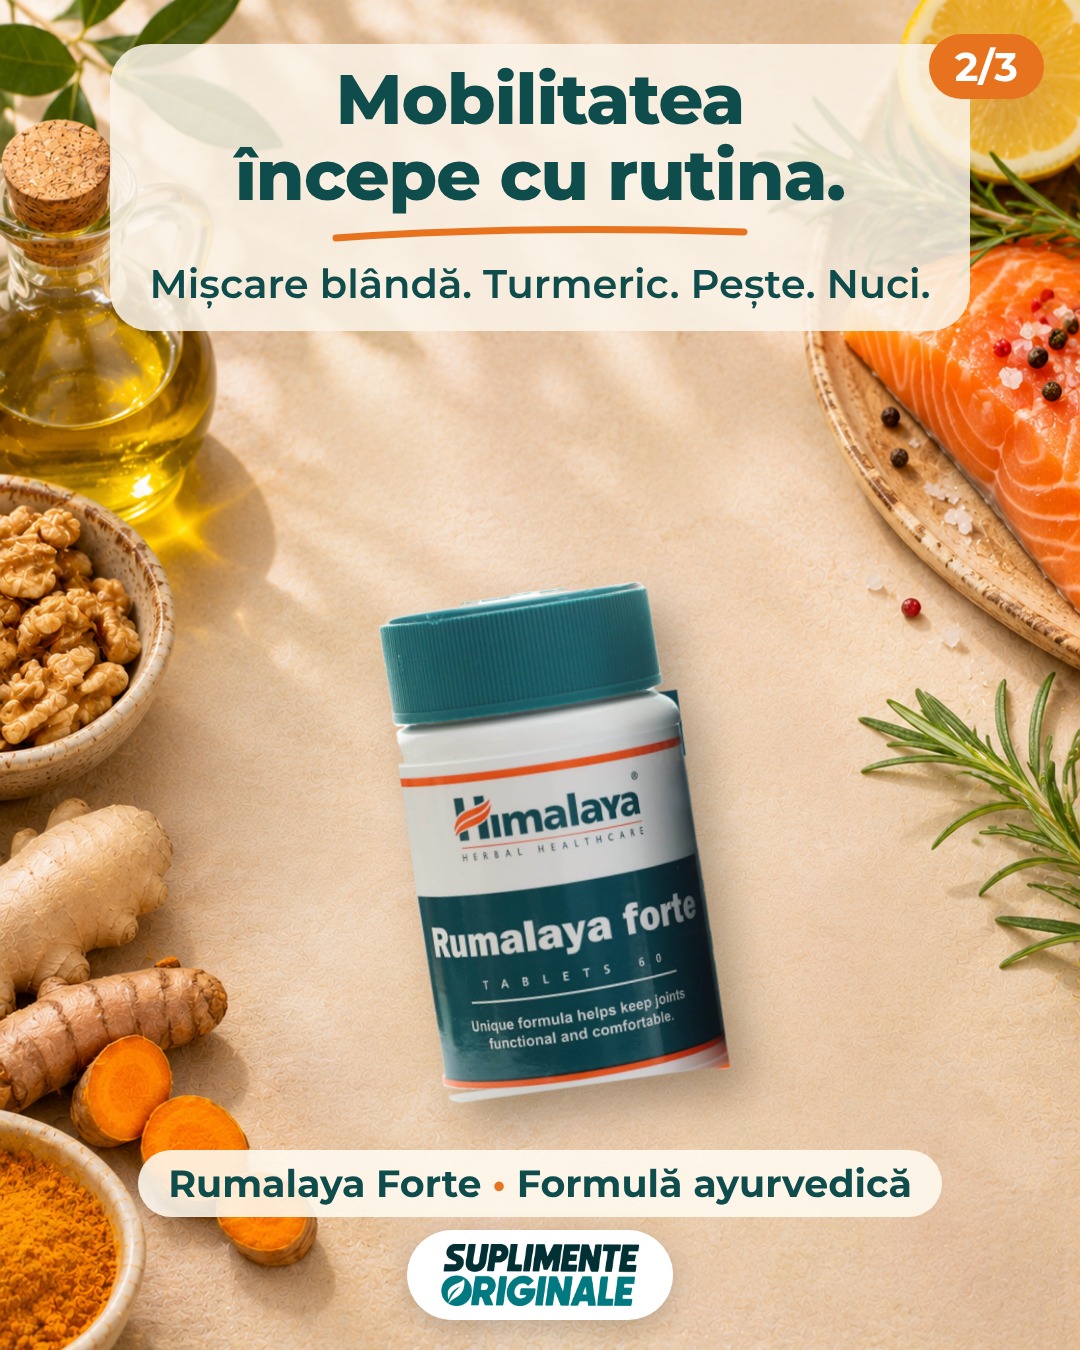 2/3
Mobilitatea
începe cu rutina.
Mișcare blândă. Turmeric. Pește. Nuci.
Himalaya®
HERBAL HEALTHCARE
Rumalaya forte
TABLETS 60
Unique formula helps keep joints
functional and comfortable.
Rumalaya Forte • Formulă ayurvedică
SUPLIMENTE
ORIGINALE